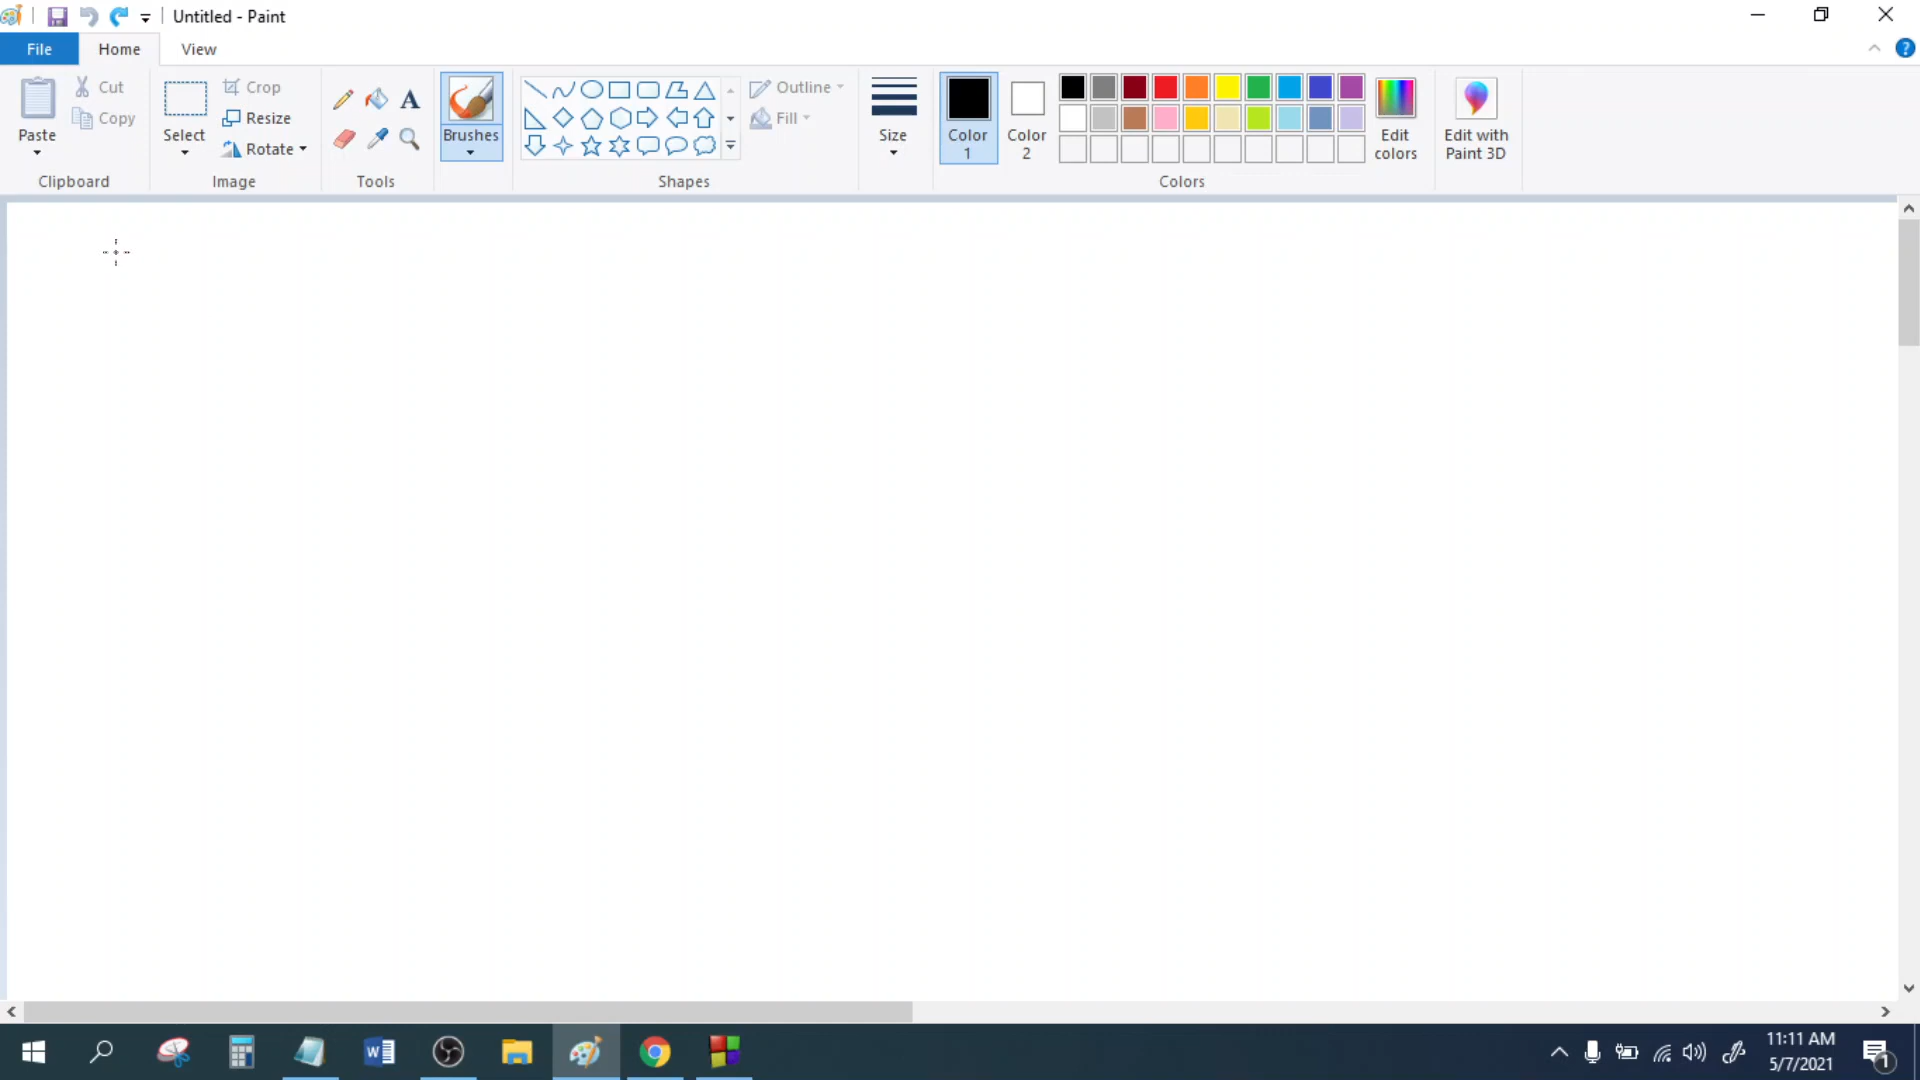 Untitled - Paint
File Home View
Paste
Cut
Copy
Clipboard
Select
Crop
Resize
Rotate
Image
A
Tools
Brushes
Outline
Fill
Shapes
Size
Color
1
Color
2
Edit
colors
Colors
Edit with
Paint 3D
?
W
11:11 AM
5/7/2021
1